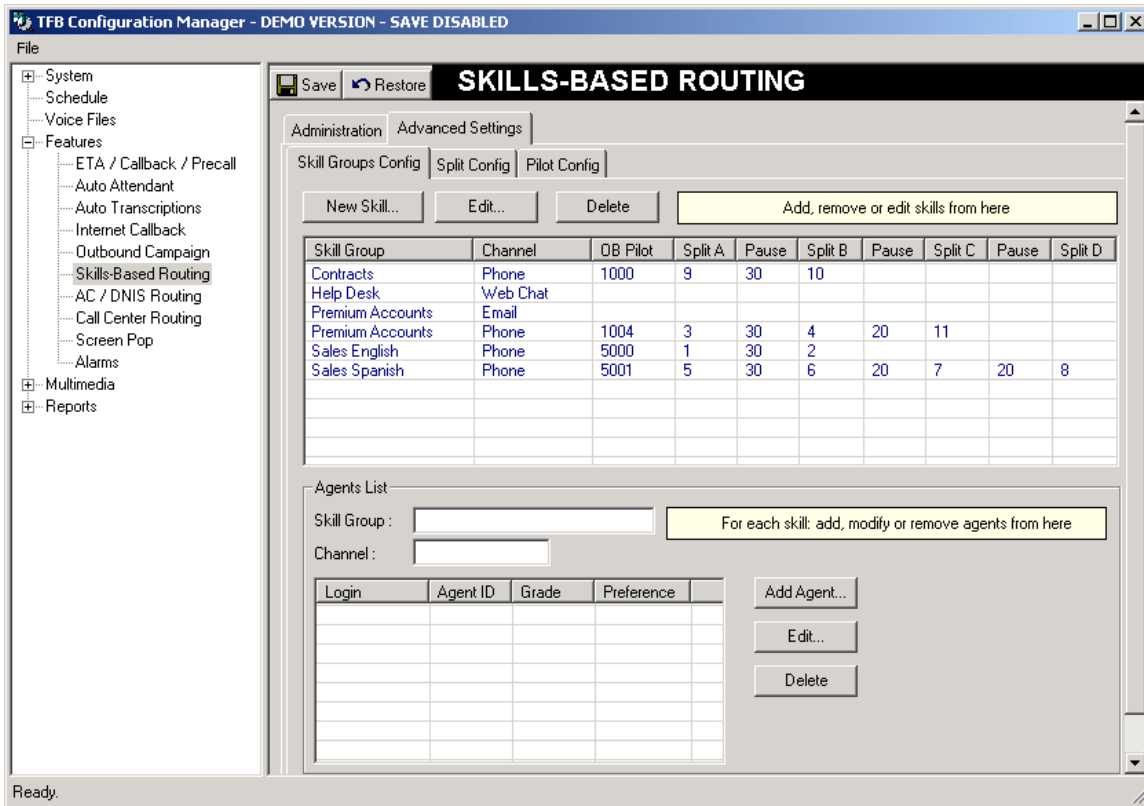 TFB Configuration Manager - DEMO VERSION - SAVE DISABLED
File
System
Schedule
Voice Files
Features
ETA / Callback / Precall
Auto Attendant
Auto Transcriptions
Internet Callback
Outbound Campaign
Skills-Based Routing
AC / DNIS Routing
Call Center Routing
Screen Pop
Alarms
Multimedia
Reports
Save Restore SKILLS-BASED ROUTING
Administration Advanced Settings
Skill Groups Config Split Config Pilot Config
New Skill... Edit... Delete Add, remove or edit skills from here
Skill Group Channel OB Pilot Split A Pause Split B Pause Split C Pause Split D
Contracts Phone 1000 9 30 10
Help Desk Web Chat
Premium Accounts Email
Premium Accounts Phone 1004 3 30 4 20 11
Sales English Phone 5000 1 30 2
Sales Spanish Phone 5001 5 30 6 20 7 20 8
Agents List
Skill Group : For each skill: add, modify or remove agents from here
Channel :
Login Agent ID Grade Preference
Add Agent...
Edit...
Delete
Ready.